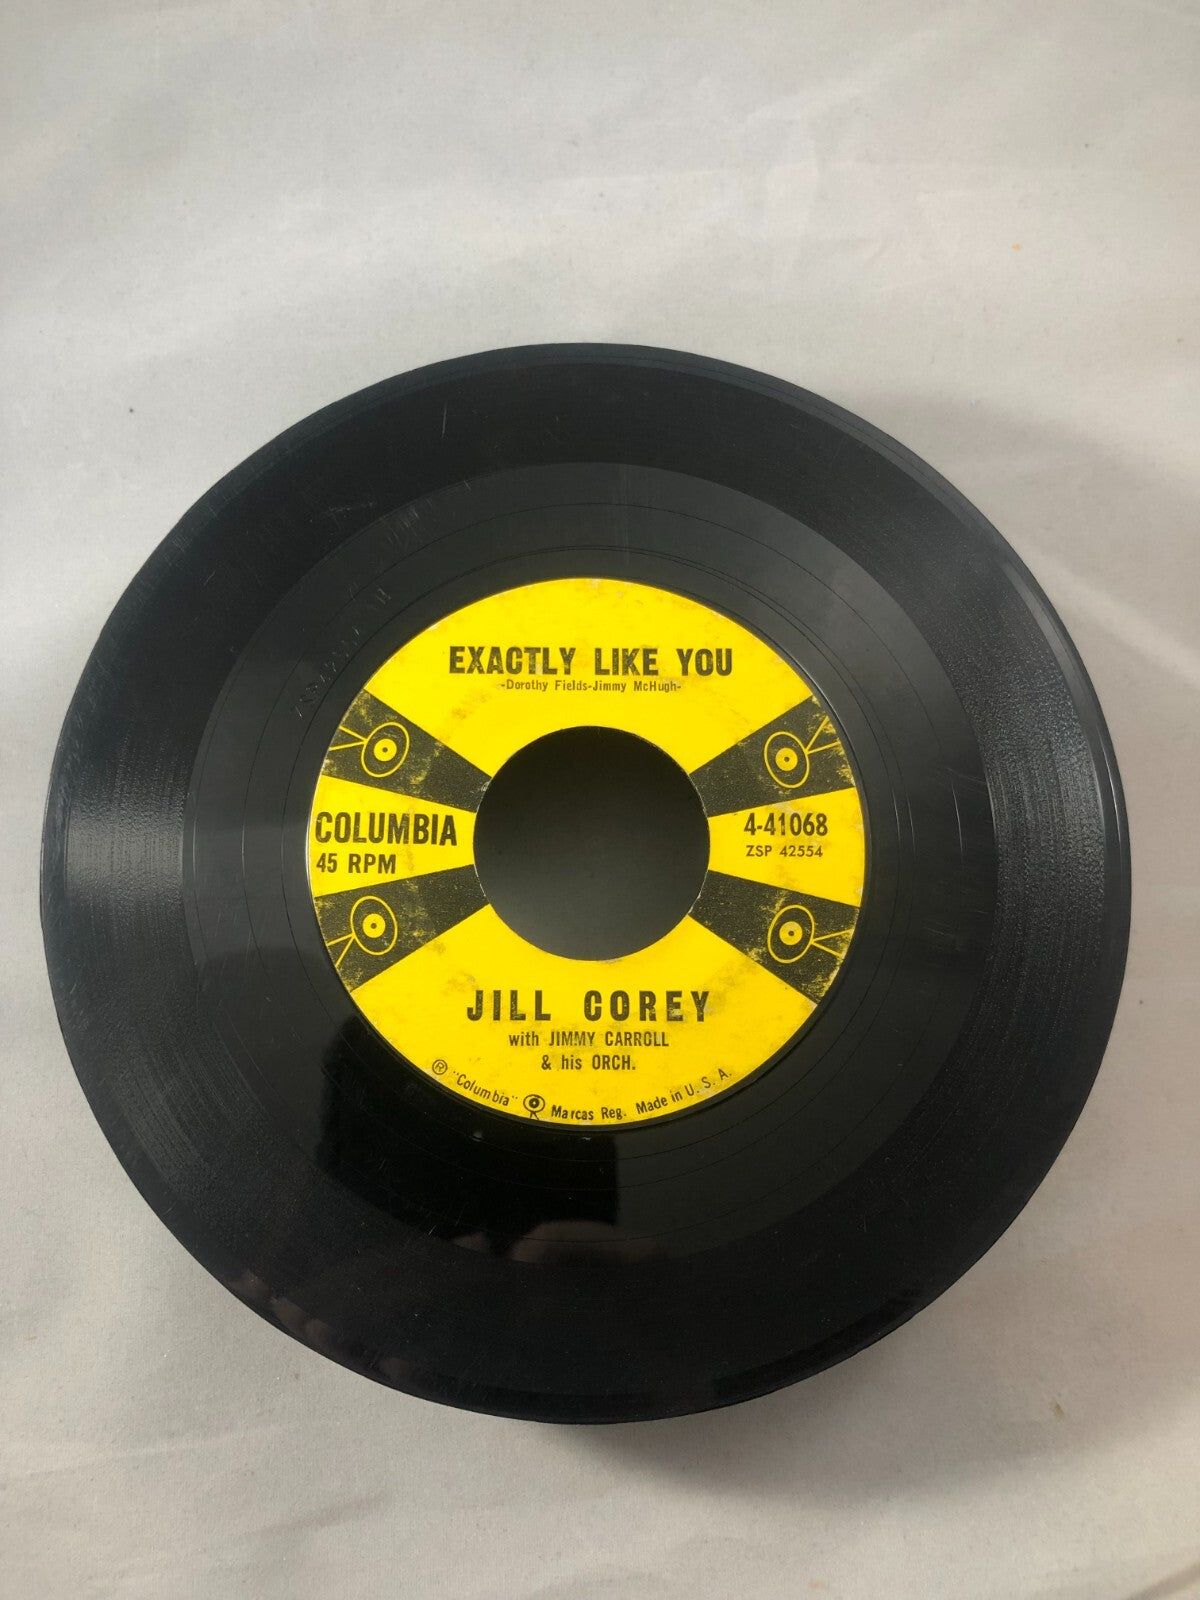 EXACTLY LIKE YOU
-Dorothy Fields-Jimmy McHugh-
COLUMBIA
45 RPM
4-41068
ZSP 42554
JILL COREY
with JIMMY CARROLL
& his ORCH.
® "Columbia" Marcas Reg. Made in U. S. A.